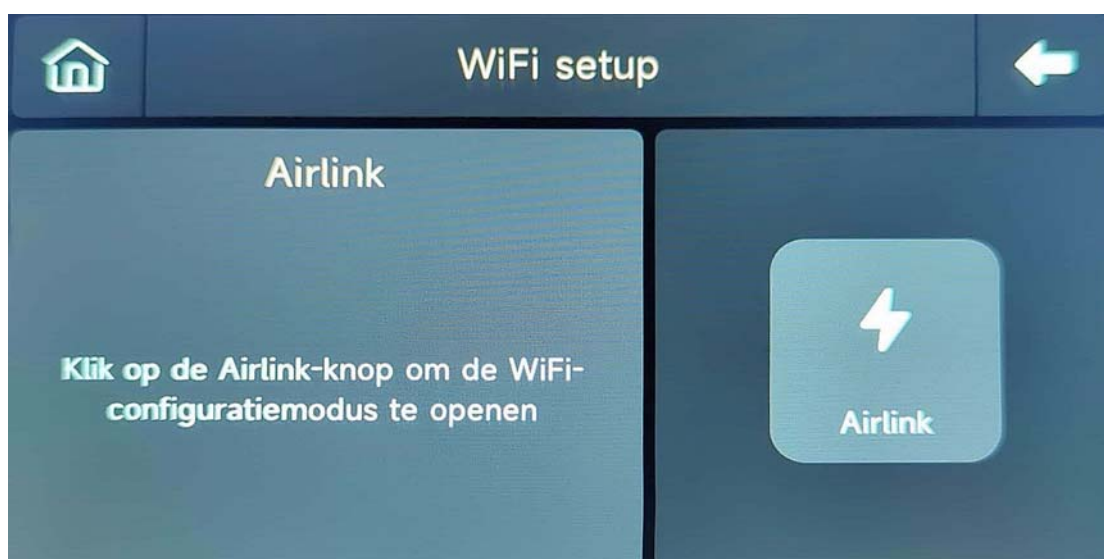 WiFi setup
Airlink
Klik op de Airlink-knop om de WiFi-
configuratiemodus te openen
Airlink